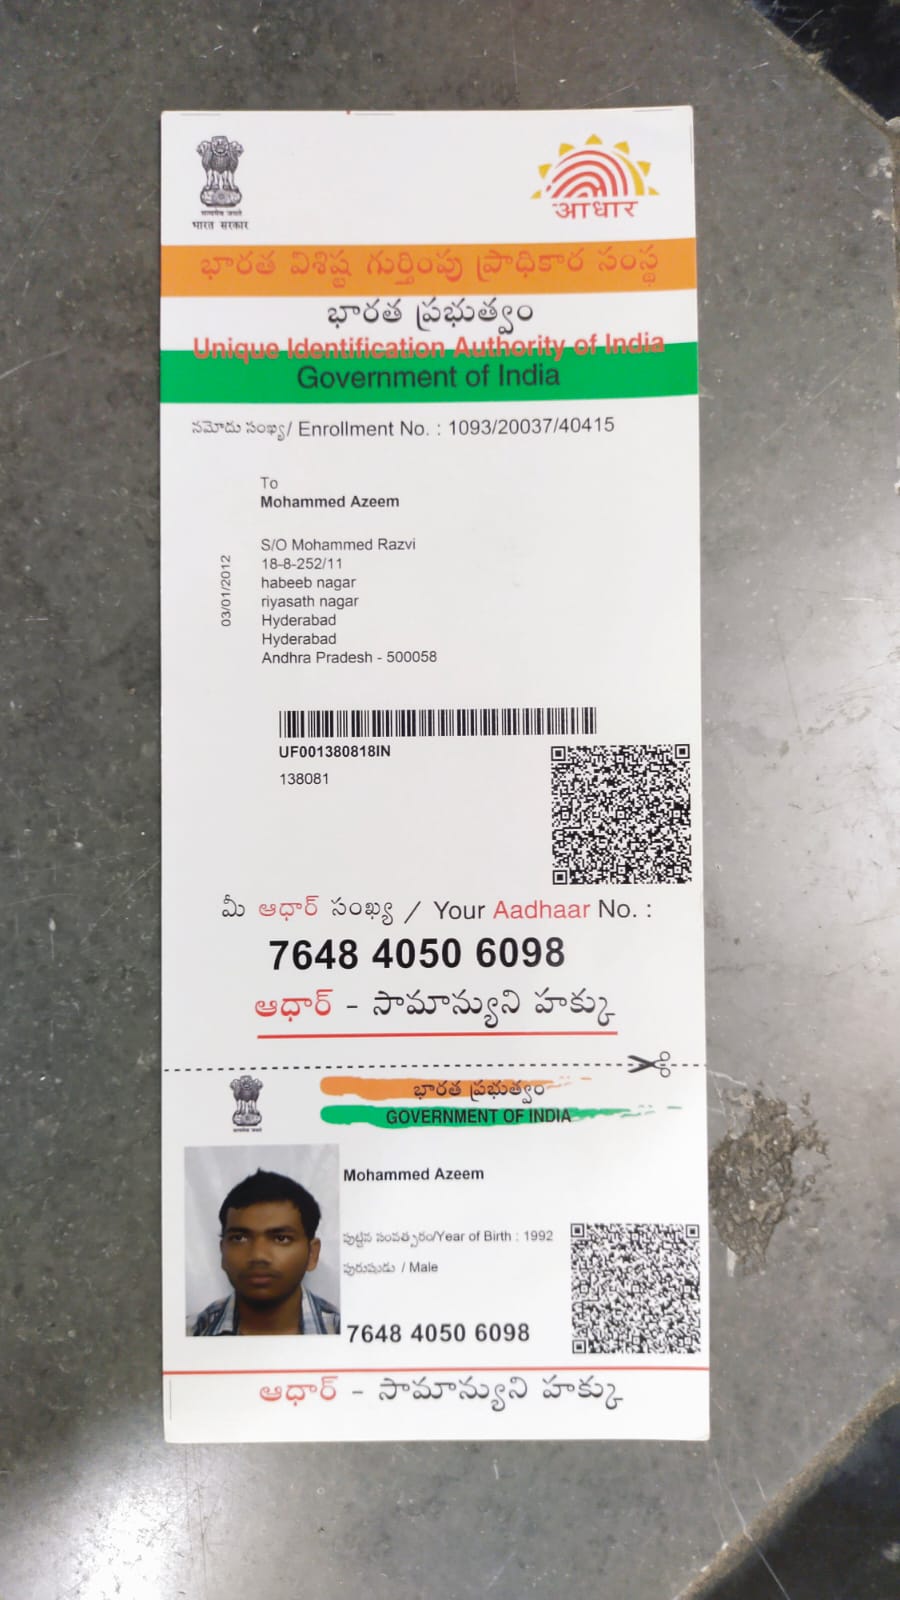 सत्यमेव जयते
भारत सरकार
आधार
భారత విశిష్ట గుర్తింపు ప్రాధికార సంస్థ
భారత ప్రభుత్వం
Unique Identification Authority of India
Government of India
నమోదు సంఖ్య/ Enrollment No. : 1093/20037/40415
To
Mohammed Azeem
S/O Mohammed Razvi
18-8-252/11
habeeb nagar
riyasath nagar
Hyderabad
Hyderabad
Andhra Pradesh - 500058
03/01/2012
UF001380818IN
138081
మీ ఆధార్ సంఖ్య / Your Aadhaar No. :
7648 4050 6098
ఆధార్ - సామాన్యుని హక్కు
భారత ప్రభుత్వం
GOVERNMENT OF INDIA
Mohammed Azeem
పుట్టిన సంవత్సరం/Year of Birth : 1992
పురుషుడు / Male
7648 4050 6098
ఆధార్ - సామాన్యుని హక్కు